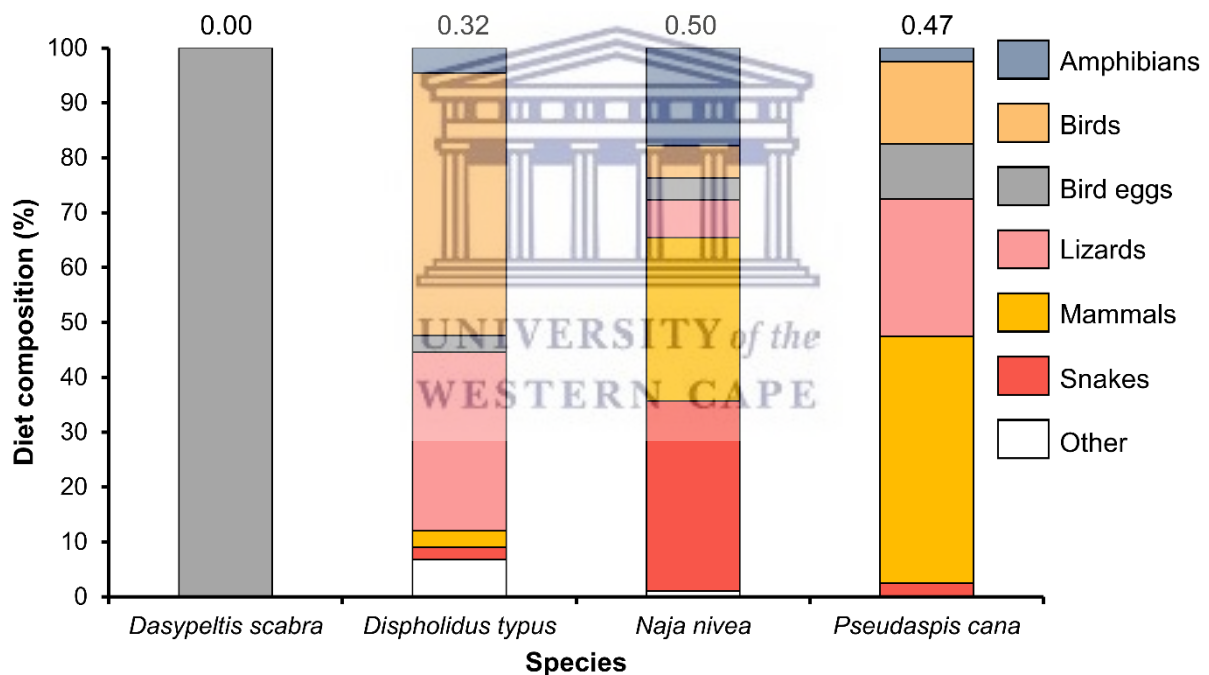 0.00 0.32 0.50 0.47
100
90
80
70
60
50
40
30
20
10
0
Diet composition (%)
Amphibians
Birds
Bird eggs
Lizards
Mammals
Snakes
Other
UNIVERSITY of the
WESTERN CAPE
Dasypeltis scabra Dispholidus typus Naja nivea Pseudaspis cana
Species